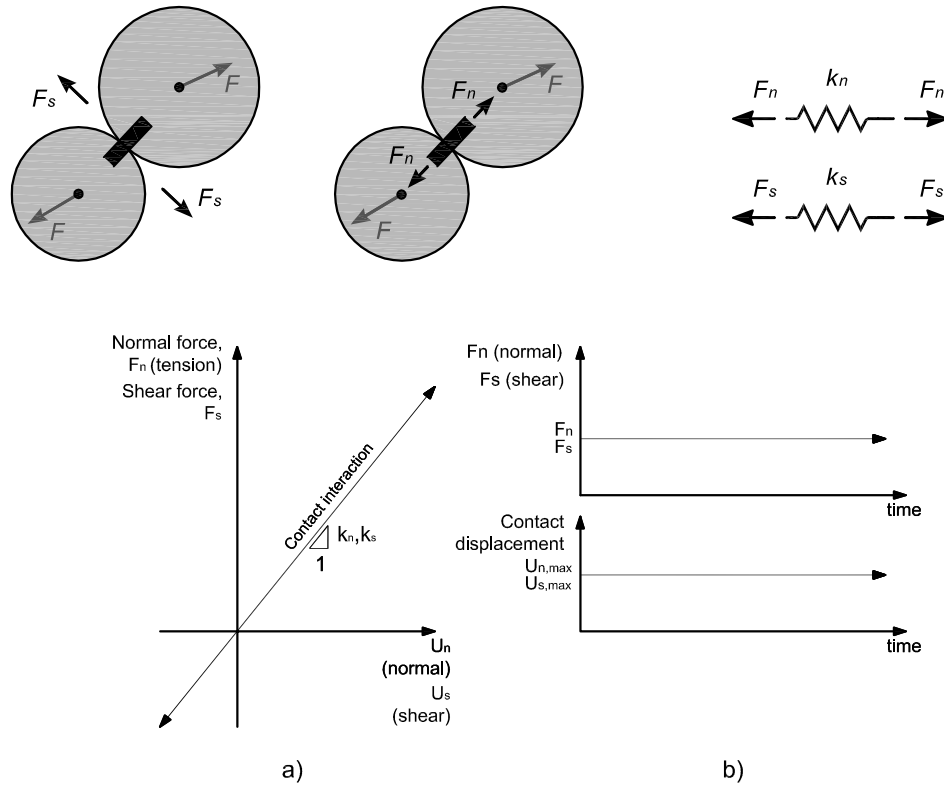 F
Fs
F
Fs
F
Fn
Fn
F
kn
Fn
Fn
ks
Fs
Fs
Normal force,
Fn (tension)
Shear force,
Fs
Contact interaction
kn,ks
1
Un
(normal)
Us
(shear)
Fn (normal)
Fs (shear)
Fn
Fs
time
Contact
displacement
Un,max
Us,max
time
a)
b)